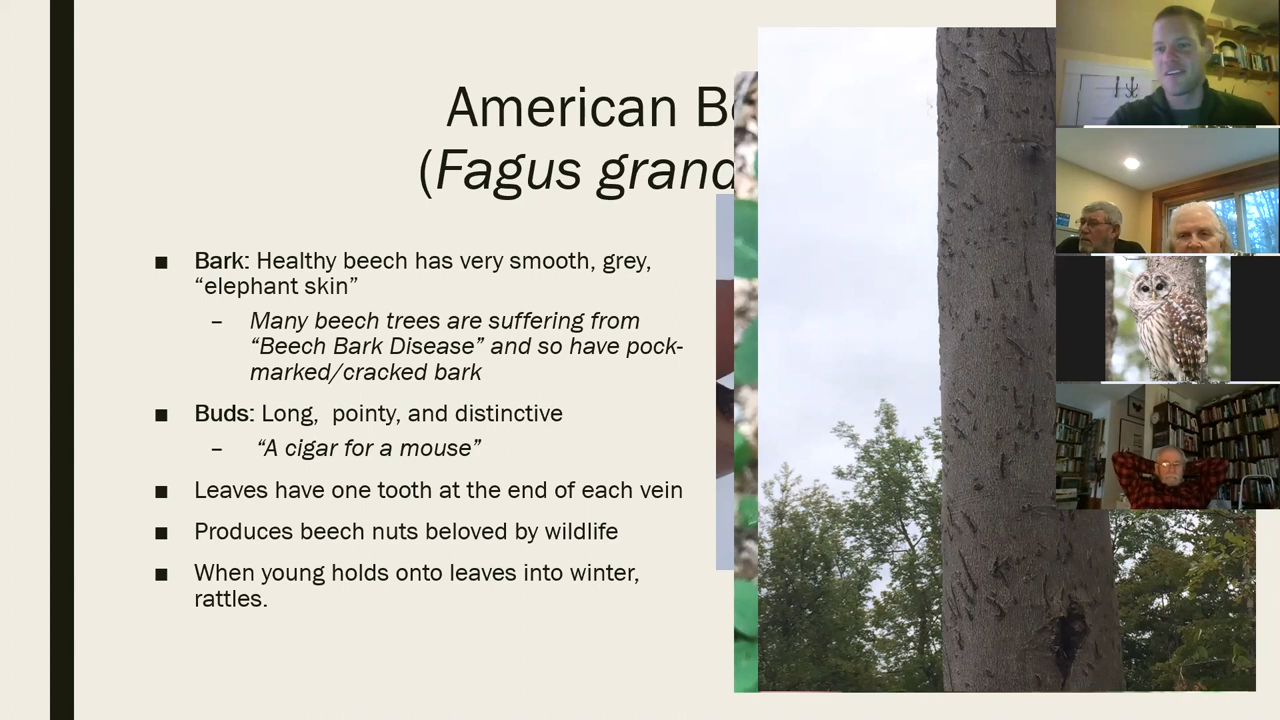 American B
(Fagus grand
■ Bark: Healthy beech has very smooth, grey,
“elephant skin”
– Many beech trees are suffering from
“Beech Bark Disease” and so have pock-
marked/cracked bark
■ Buds: Long, pointy, and distinctive
– “A cigar for a mouse”
■ Leaves have one tooth at the end of each vein
■ Produces beech nuts beloved by wildlife
■ When young holds onto leaves into winter,
rattles.